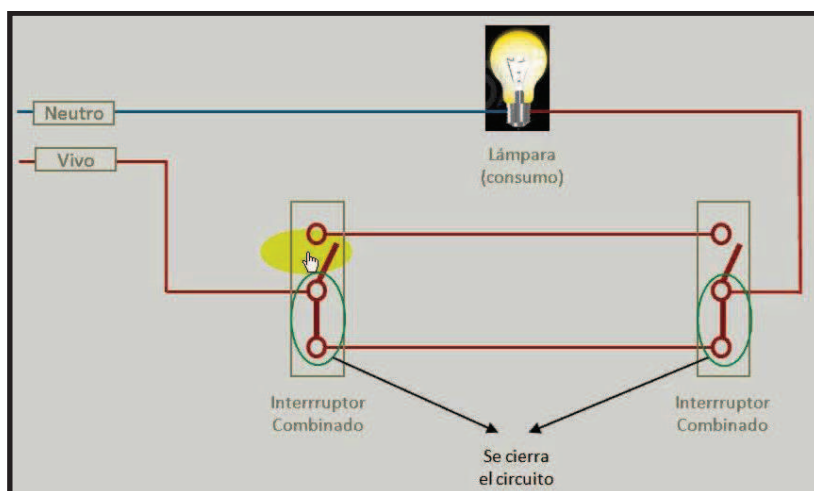 Neutro
Vivo
Lámpara
(consumo)
Interrruptor
Combinado
Interrruptor
Combinado
Se cierra
el circuito